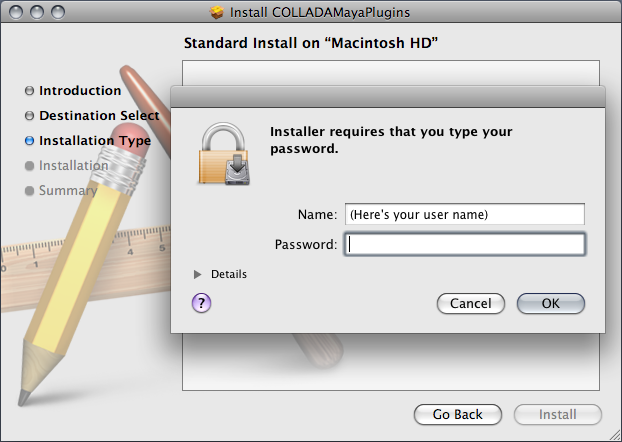 Install COLLADAMayaPlugins
Standard Install on “Macintosh HD”
Introduction
Destination Select
Installation Type
Installation
Summary
Installer requires that you type your
password.
Name: (Here's your user name)
Password:
Details
?
Cancel
OK
Go Back
Install